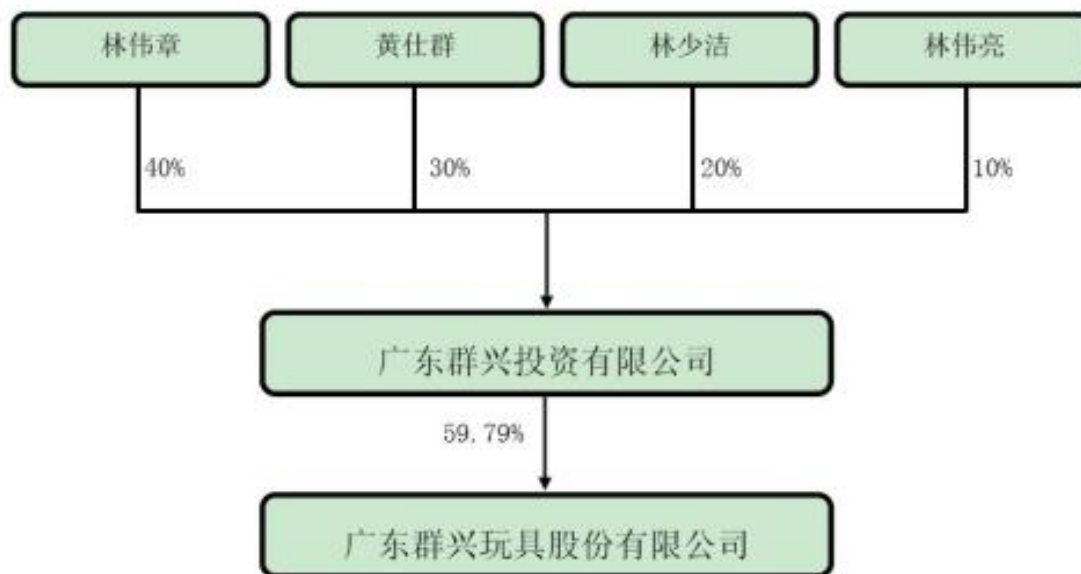 林伟章
黄仕群
林少洁
林伟亮
40%
30%
20%
10%
广东群兴投资有限公司
59.79%
广东群兴玩具股份有限公司